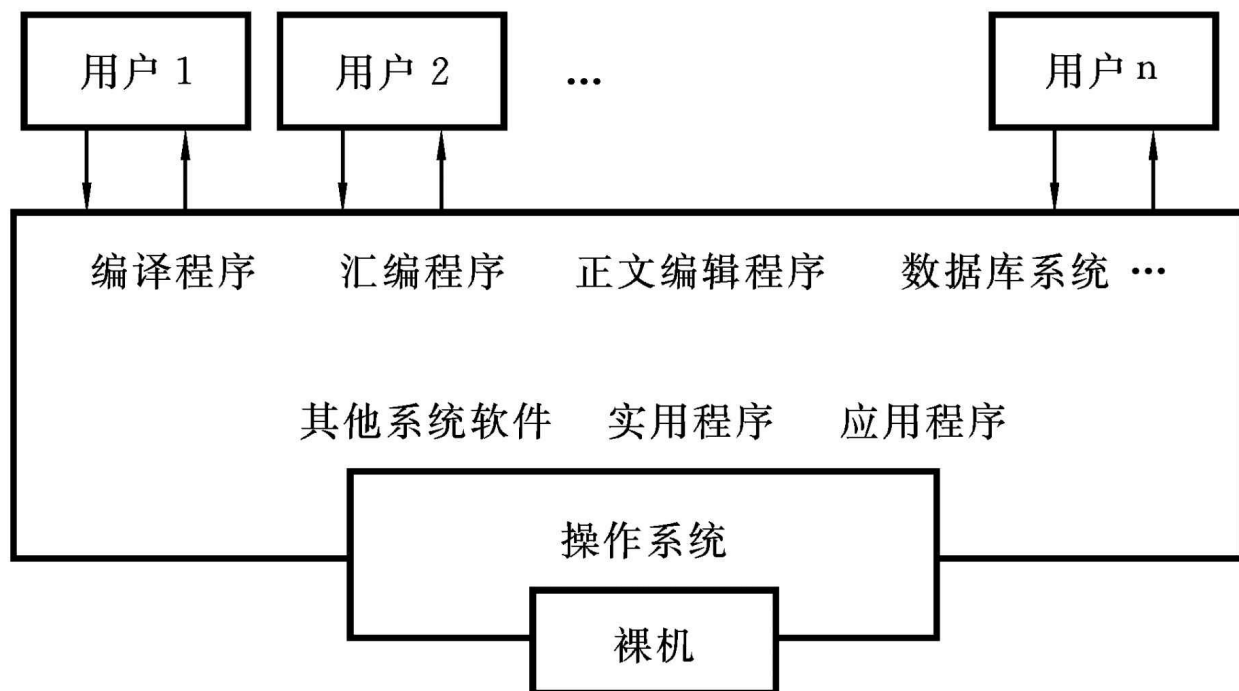 用户 1 用户 2 … 用户 n
编译程序 汇编程序 正文编辑程序 数据库系统 …
其他系统软件 实用程序 应用程序
操作系统
裸机